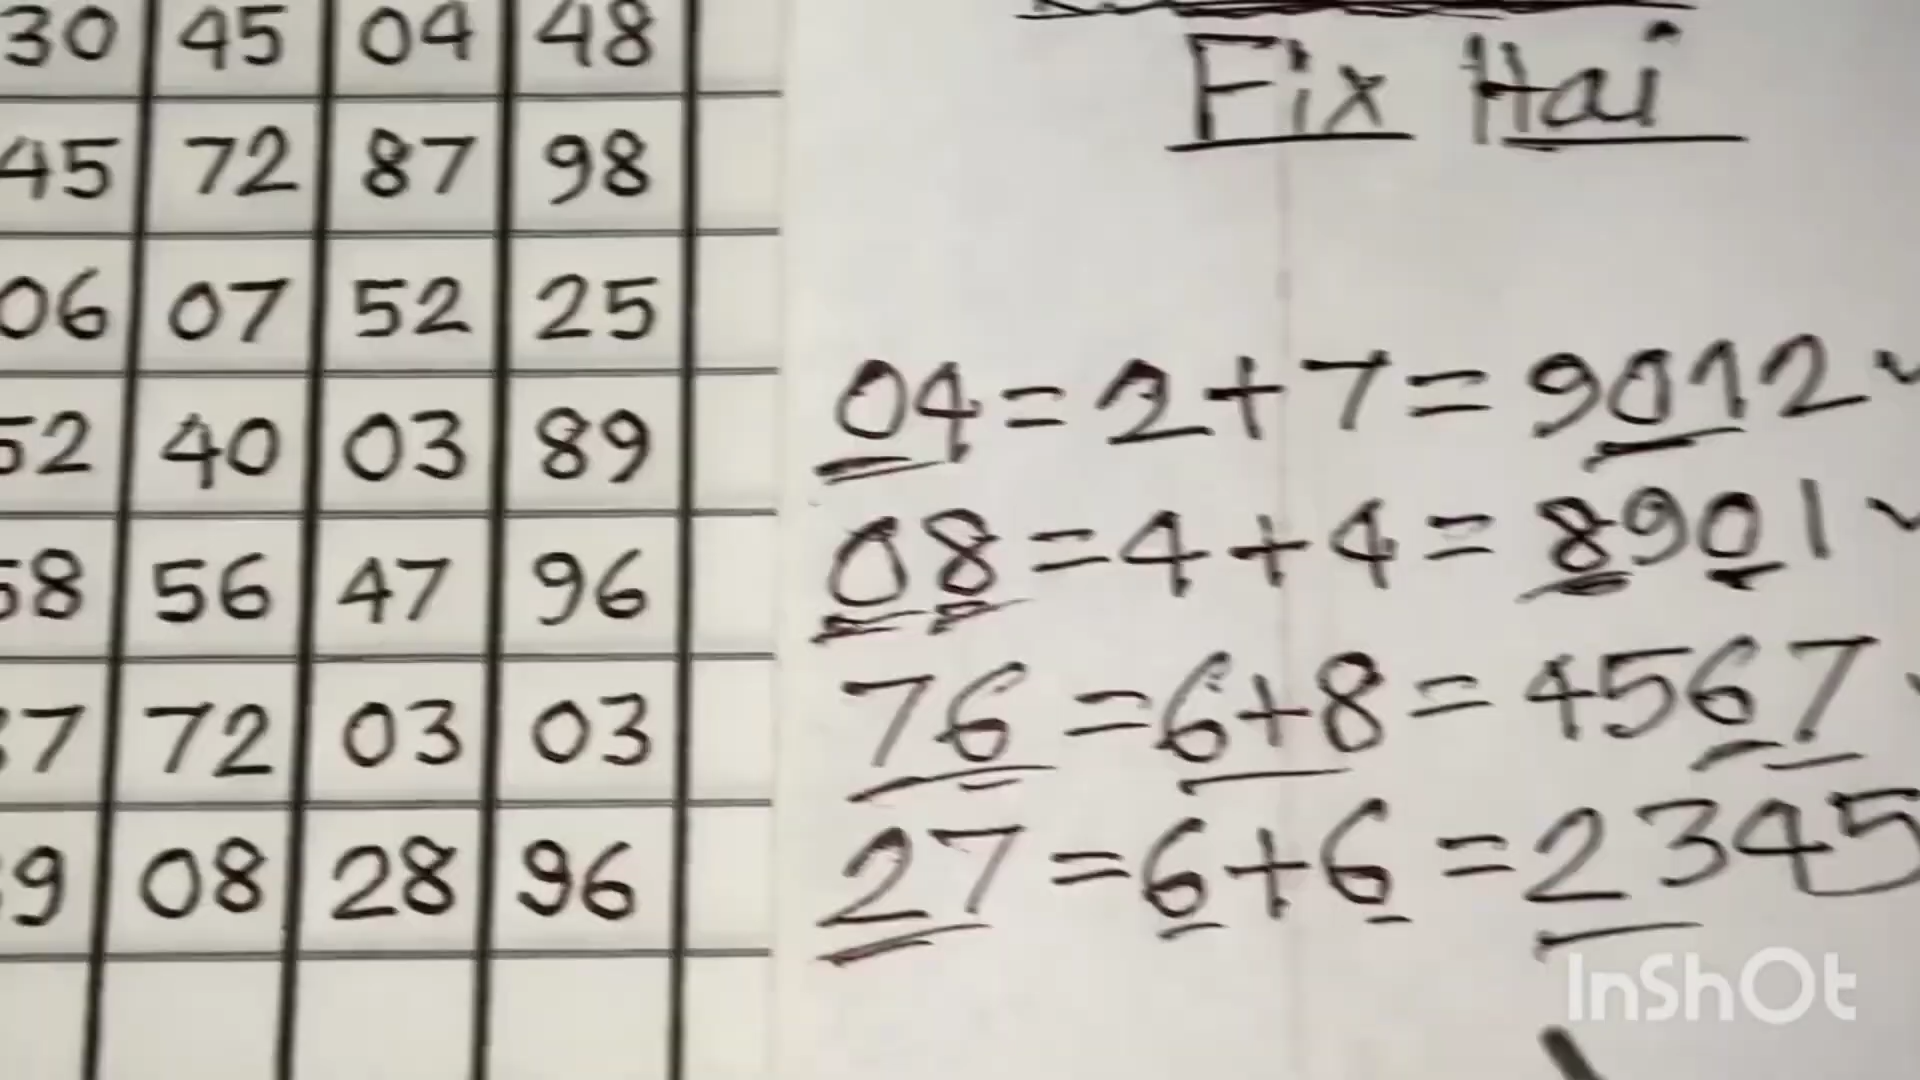 30 45 04 48
45 72 87 98
06 07 52 25
52 40 03 89
58 56 47 96
37 72 03 03
39 08 28 96
Fix Hai
04=2+7=9012
08=4+4=8901
76=6+8=4567
27=6+6=2345
InShOt